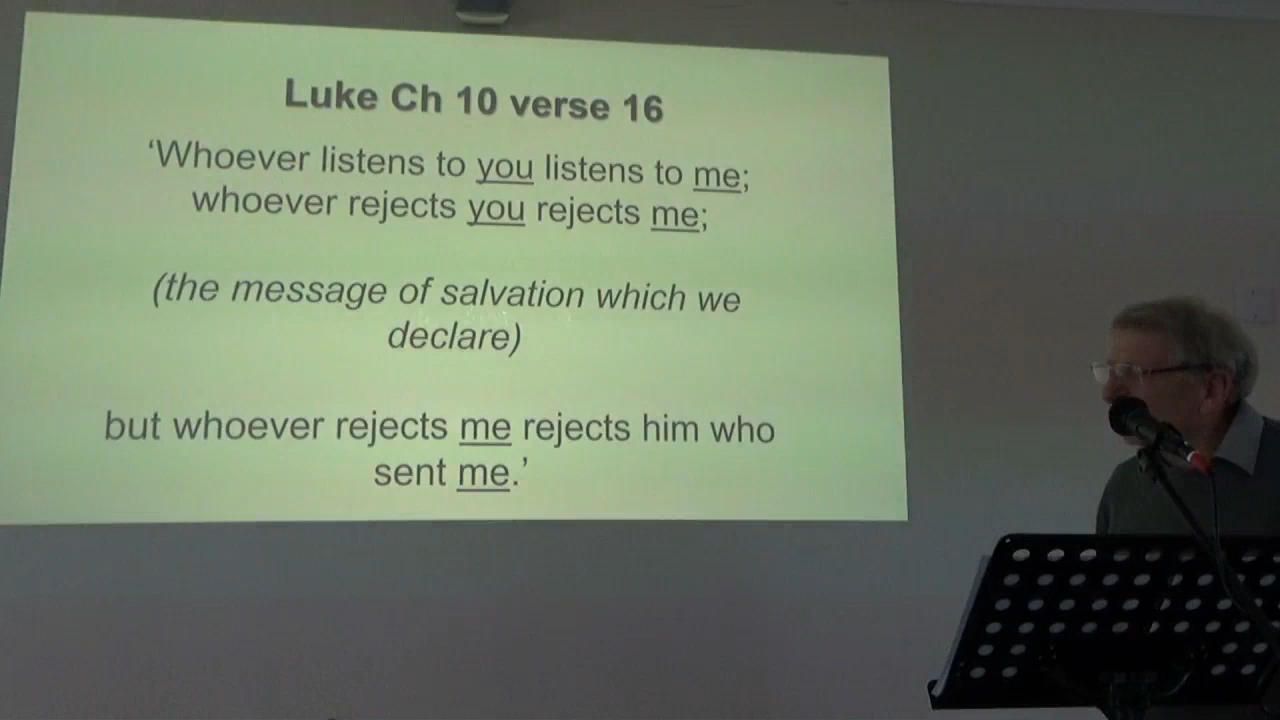 Luke Ch 10 verse 16
‘Whoever listens to you listens to me;
whoever rejects you rejects me;
(the message of salvation which we
declare)
but whoever rejects me rejects him who
sent me.’